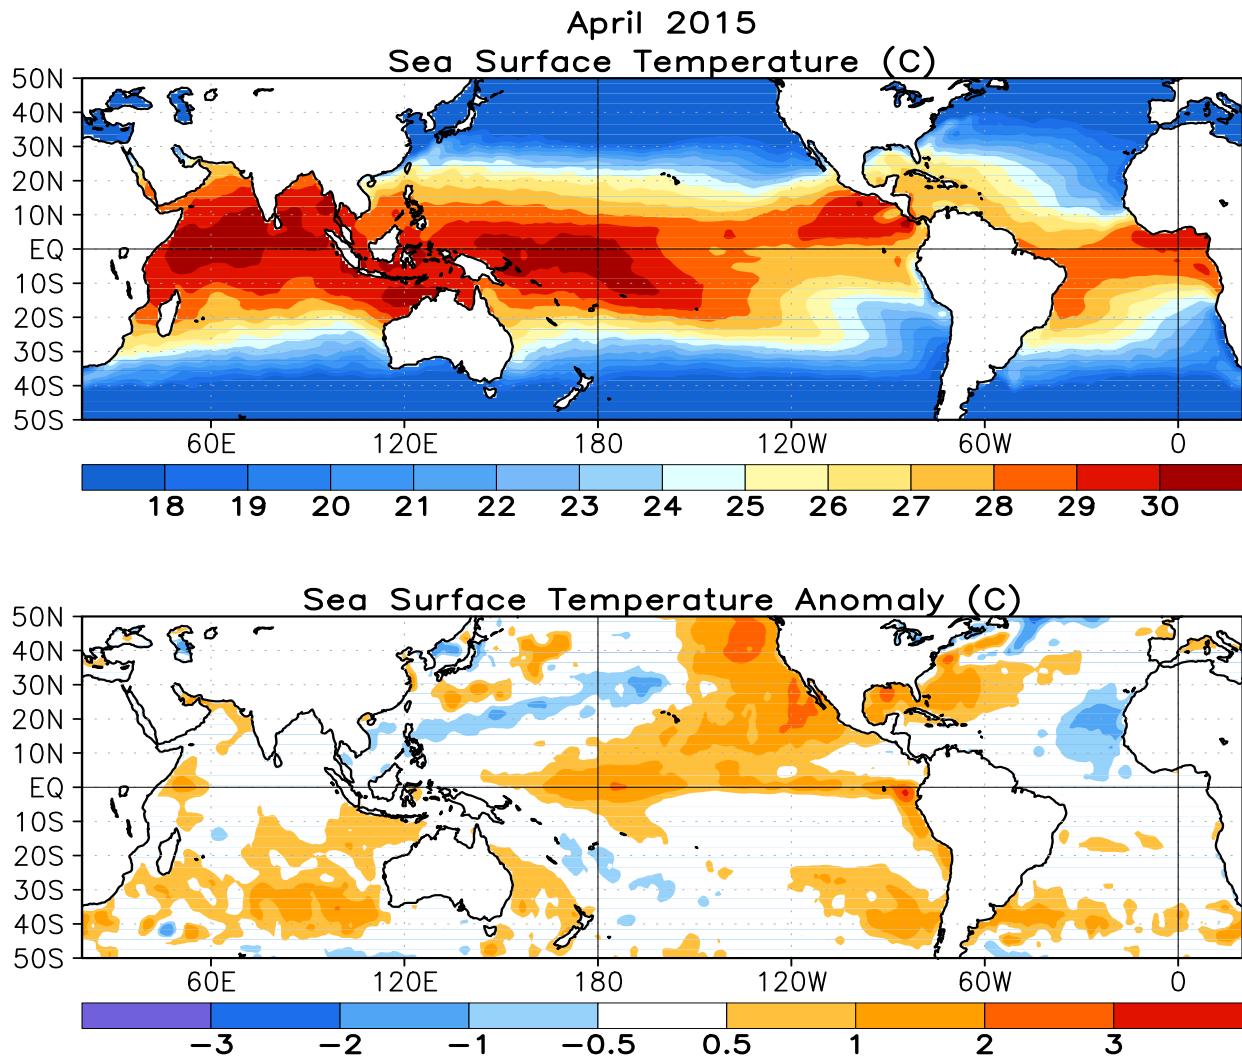 April 2015
Sea Surface Temperature (C)
50N
40N
30N
20N
10N
EQ
10S
20S
30S
40S
50S
60E 120E 180 120W 60W 0
18 19 20 21 22 23 24 25 26 27 28 29 30
Sea Surface Temperature Anomaly (C)
50N
40N
30N
20N
10N
EQ
10S
20S
30S
40S
50S
60E 120E 180 120W 60W 0
−3 −2 −1 −0.5 0.5 1 2 3